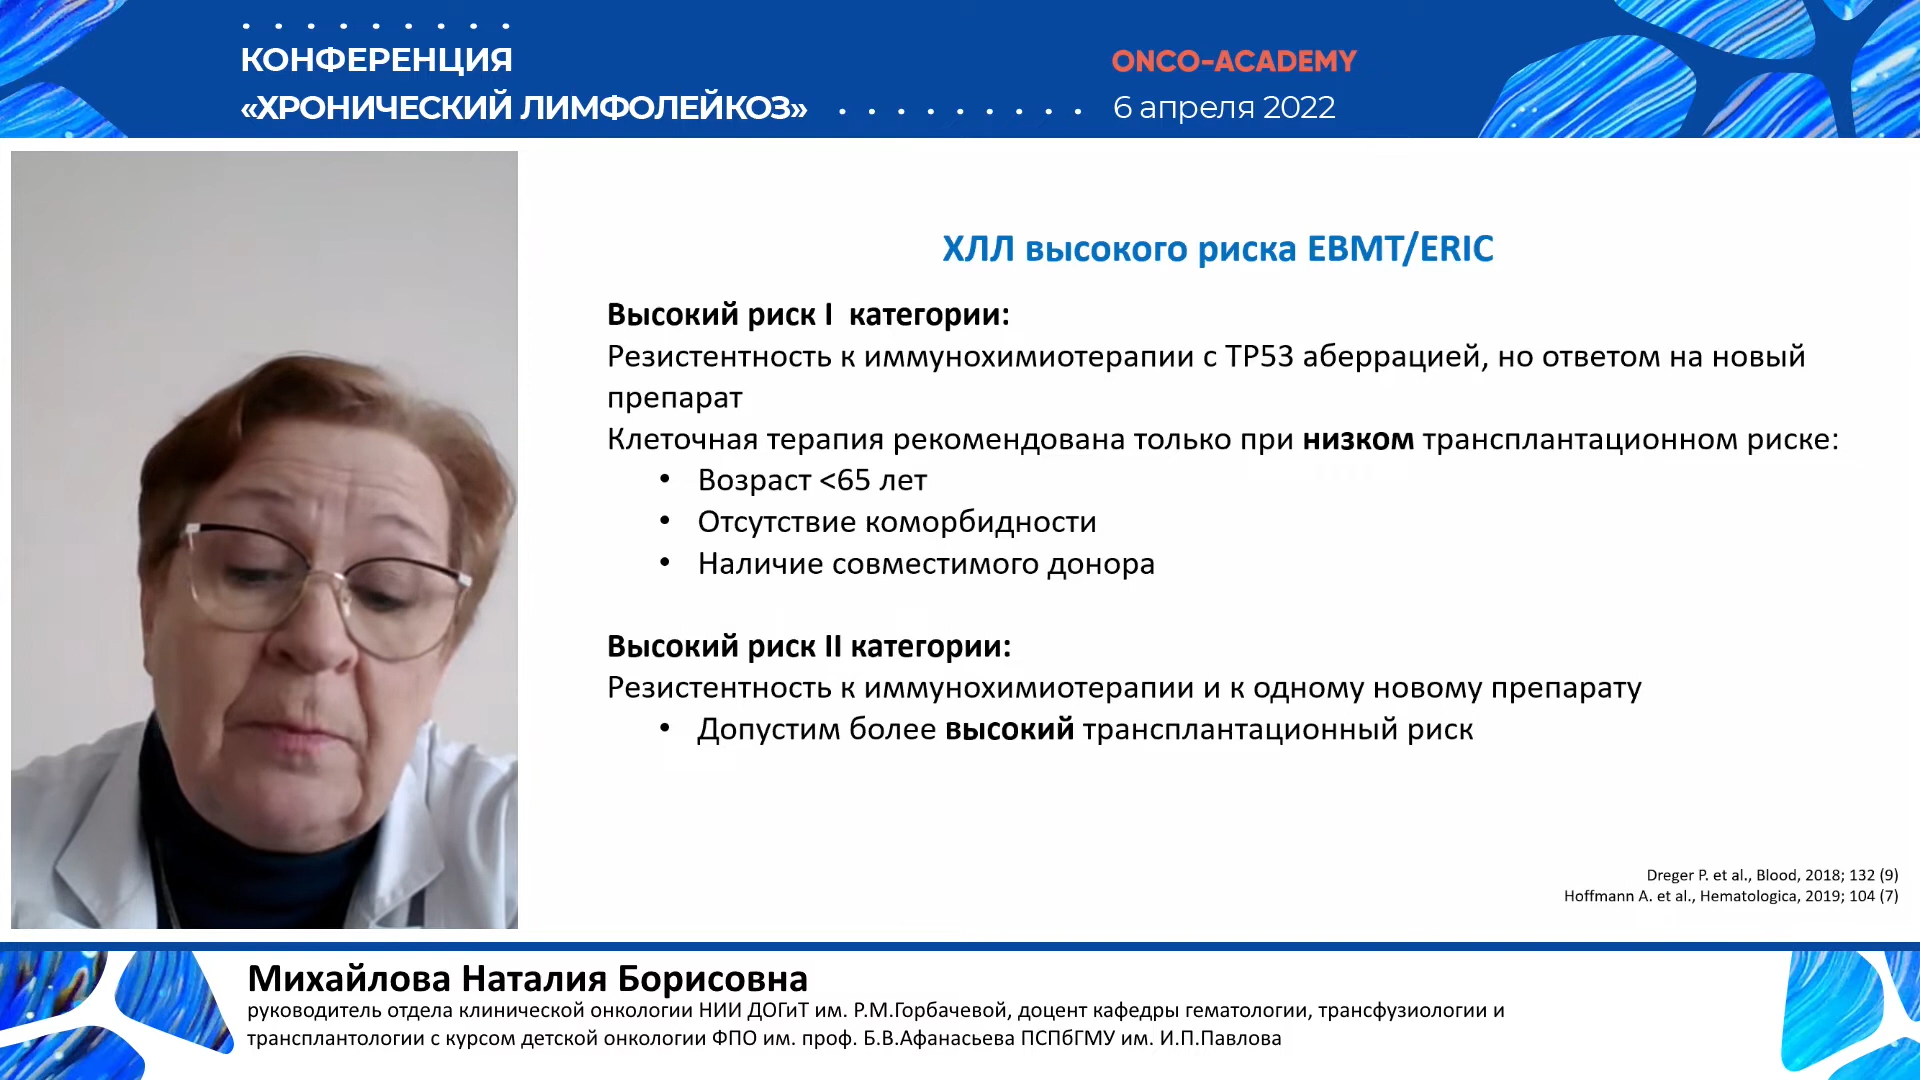 КОНФЕРЕНЦИЯ
«ХРОНИЧЕСКИЙ ЛИМФОЛЕЙКОЗ»
ONCO-ACADEMY
6 апреля 2022
ХЛЛ высокого риска EBMT/ERIC
Высокий риск I категории:
Резистентность к иммунохимиотерапии с ТР53 аберрацией, но ответом на новый
препарат
Клеточная терапия рекомендована только при низком трансплантационном риске:
• Возраст <65 лет
• Отсутствие коморбидности
• Наличие совместимого донора
Высокий риск II категории:
Резистентность к иммунохимиотерапии и к одному новому препарату
• Допустим более высокий трансплантационный риск
Dreger P. et al., Blood, 2018; 132 (9)
Hoffmann A. et al., Hematologica, 2019; 104 (7)
Михайлова Наталия Борисовна
руководитель отдела клинической онкологии НИИ ДОГиТ им. Р.М.Горбачевой, доцент кафедры гематологии, трансфузиологии и
трансплантологии с курсом детской онкологии ФПО им. проф. Б.В.Афанасьева ПСПбГМУ им. И.П.Павлова